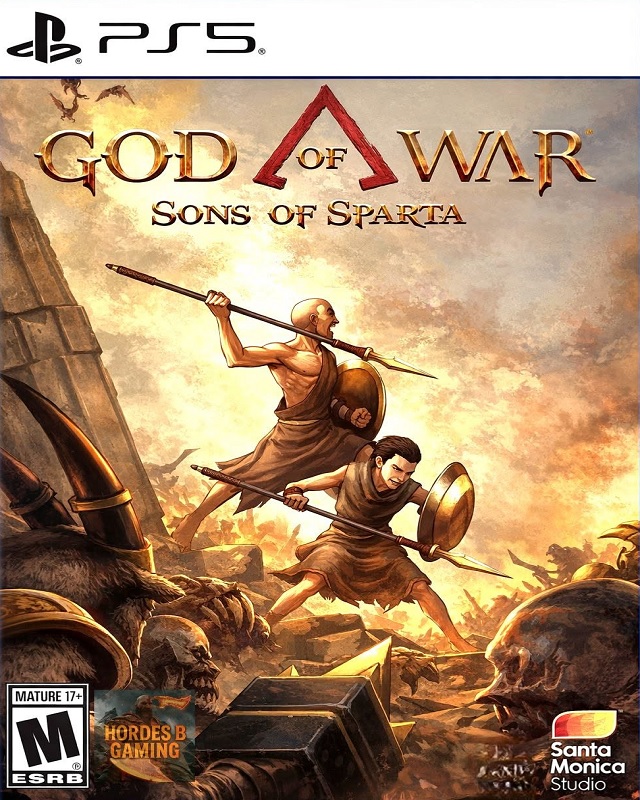 PS5
GOD OF WAR
SONS OF SPARTA
MATURE 17+
M
ESRB
HORDES B
GAMING
Santa
Monica
Studio